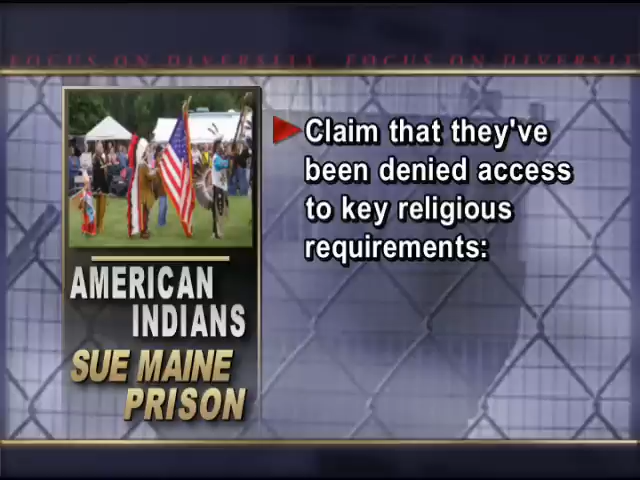 FOCUS ON DIVERSITY FOCUS ON DIVERSITY
Claim that they've
been denied access
to key religious
requirements:
AMERICAN
INDIANS
SUE MAINE
PRISON